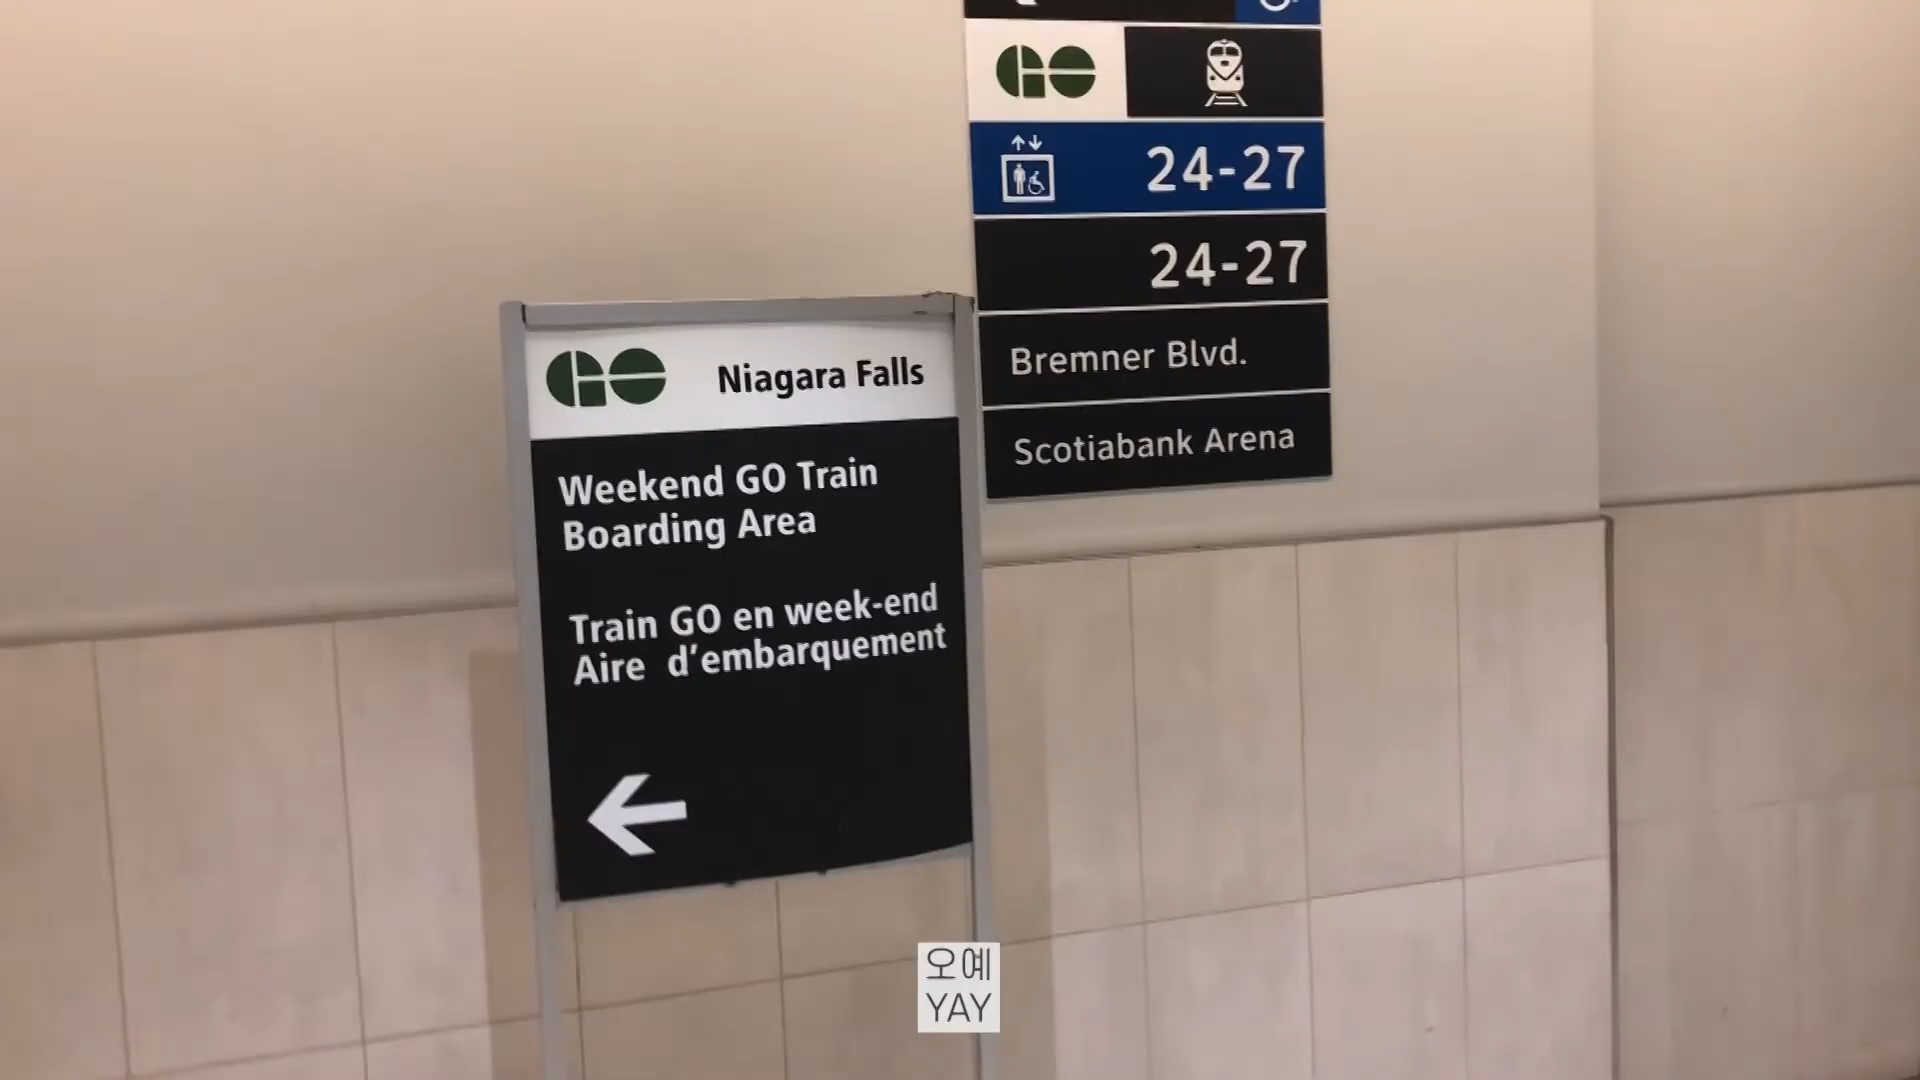 GO
24-27
24-27
Bremner Blvd.
Scotiabank Arena
GO Niagara Falls
Weekend GO Train
Boarding Area
Train GO en week-end
Aire d'embarquement
오예
YAY